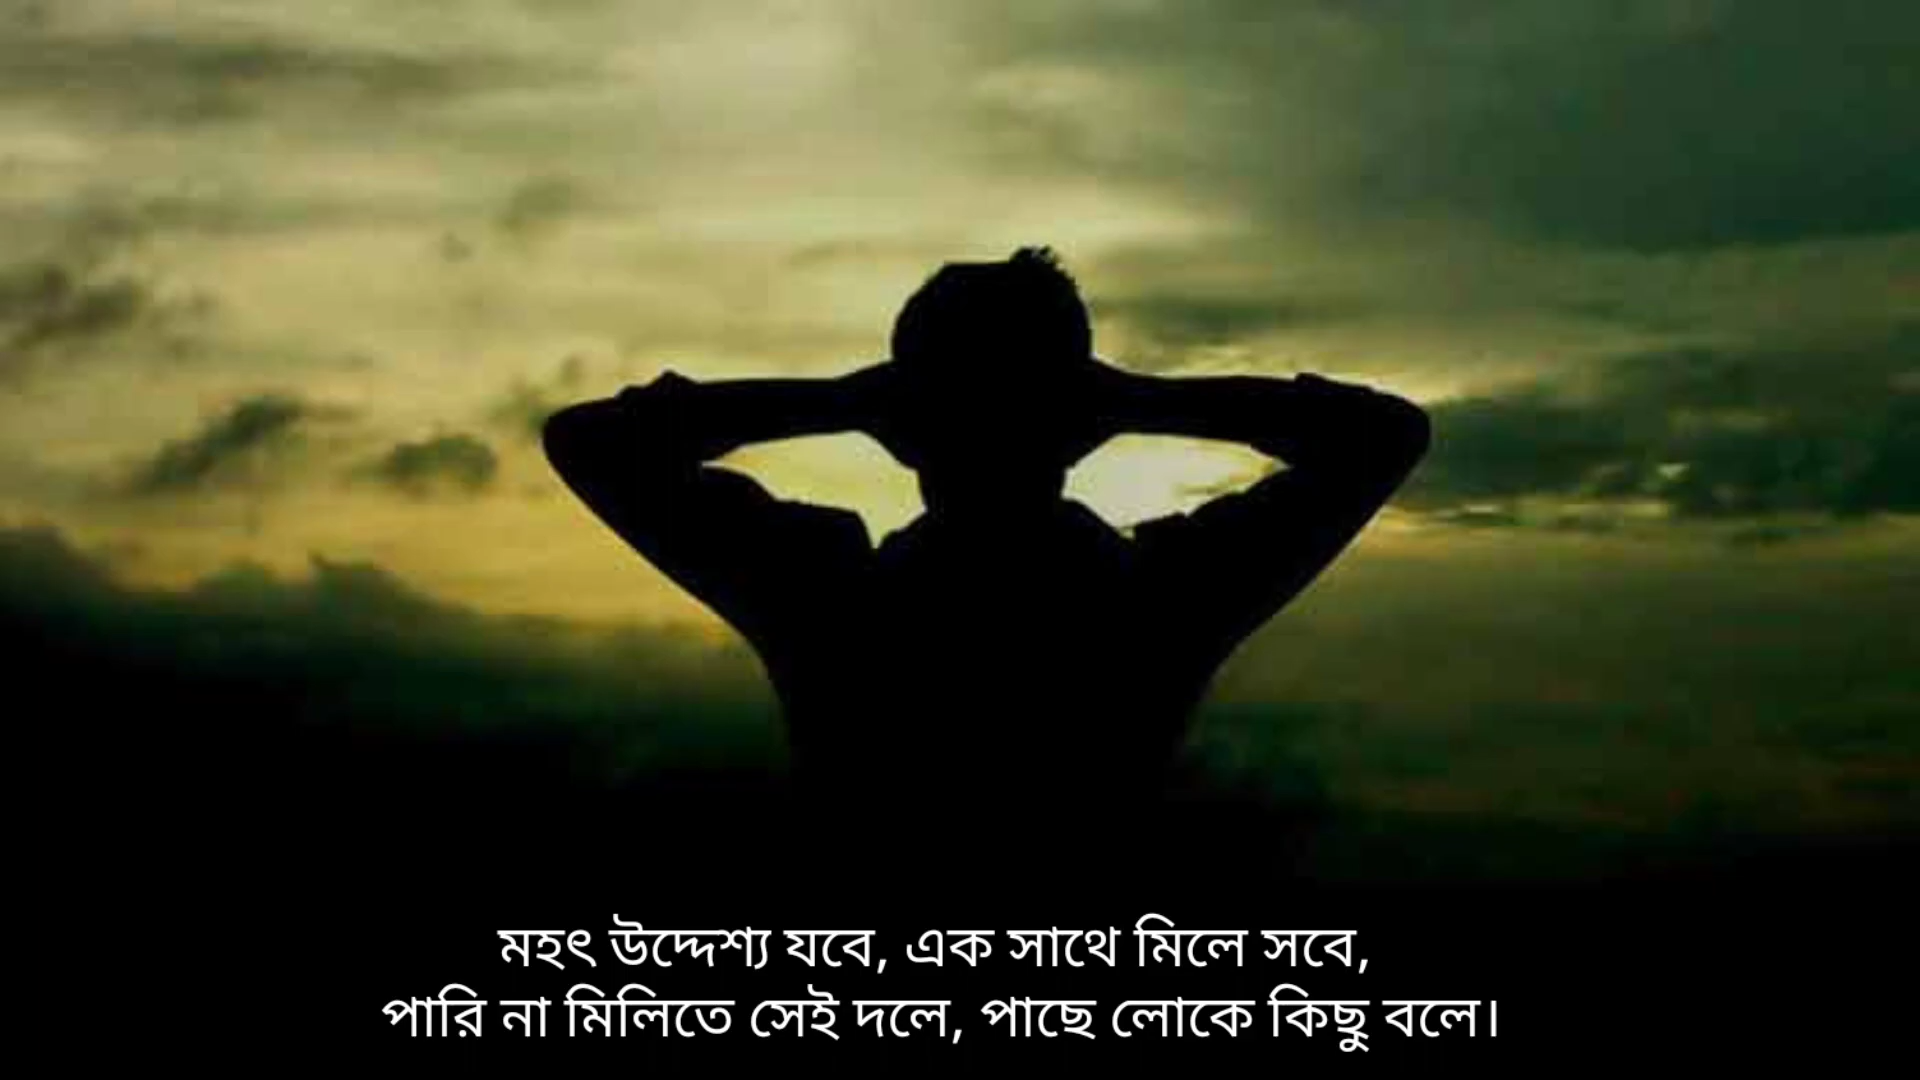 মহৎ উদ্দেশ্য যবে, এক সাথে মিলে সবে,
পারি না মিলিতে সেই দলে, পাছে লোকে কিছু বলে।